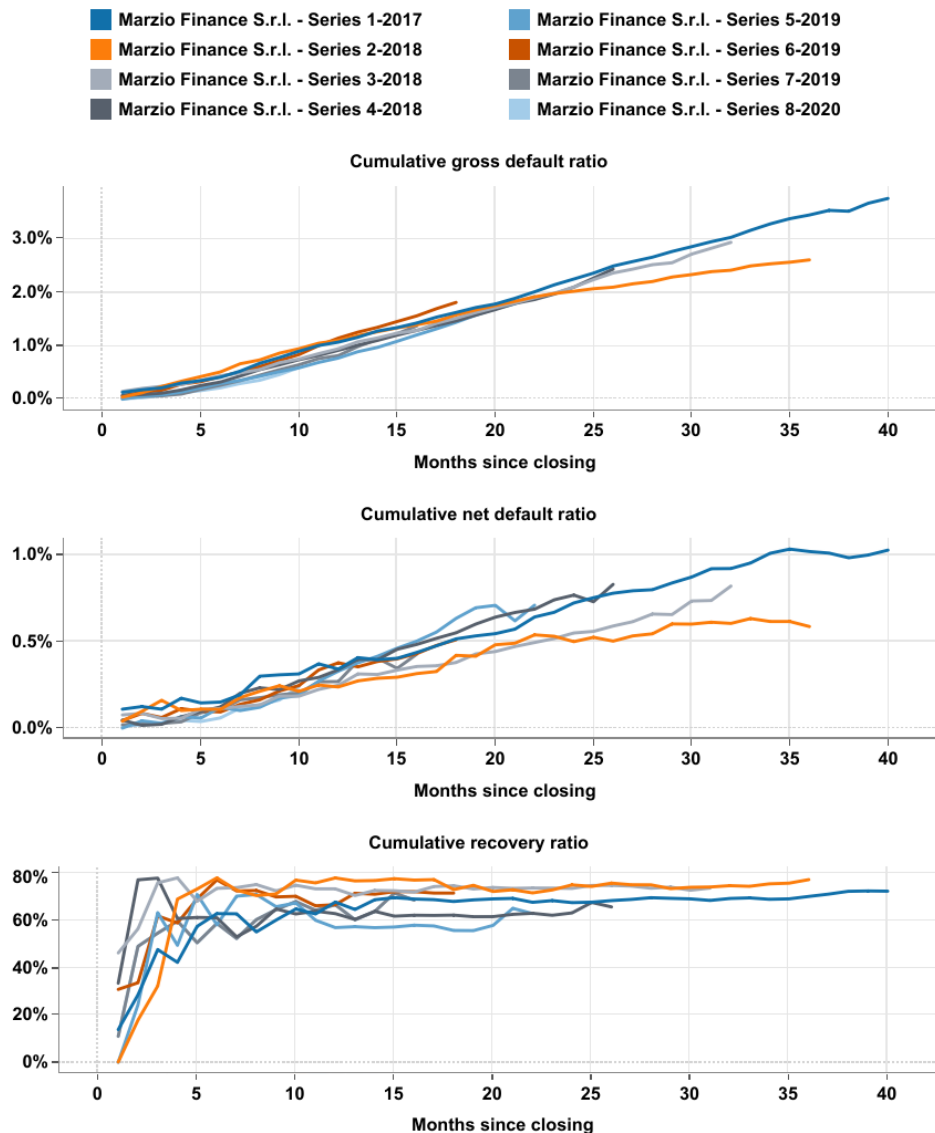 Marzio Finance S.r.l. - Series 1-2017
Marzio Finance S.r.l. - Series 2-2018
Marzio Finance S.r.l. - Series 3-2018
Marzio Finance S.r.l. - Series 4-2018
Marzio Finance S.r.l. - Series 5-2019
Marzio Finance S.r.l. - Series 6-2019
Marzio Finance S.r.l. - Series 7-2019
Marzio Finance S.r.l. - Series 8-2020
Cumulative gross default ratio
3.0%
2.0%
1.0%
0.0%
0 5 10 15 20 25 30 35 40
Months since closing
Cumulative net default ratio
1.0%
0.5%
0.0%
0 5 10 15 20 25 30 35 40
Months since closing
Cumulative recovery ratio
80%
60%
40%
20%
0%
0 5 10 15 20 25 30 35 40
Months since closing